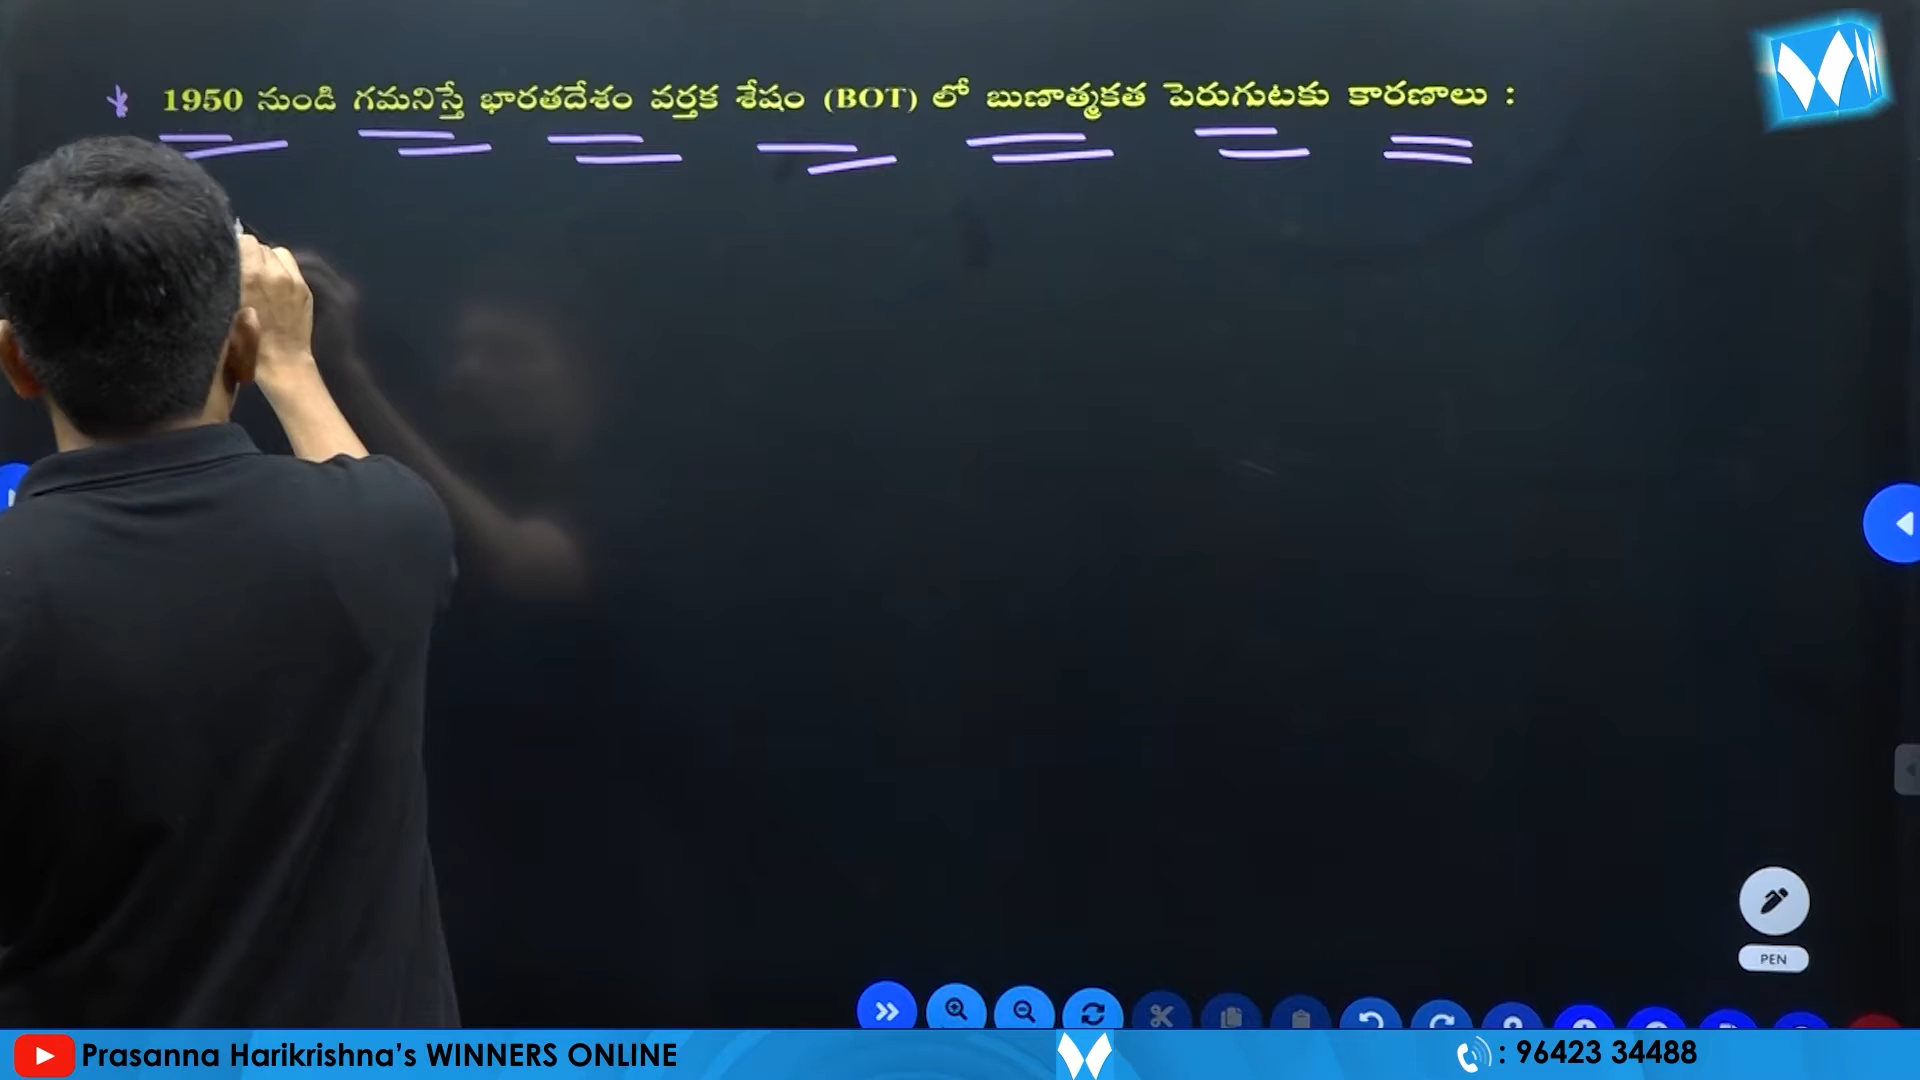 * 1950 నుండి గమనిస్తే భారతదేశం వర్తక శేషం (BOT) లో ఋణాత్మకత పెరుగుటకు కారణాలు :
W
PEN
Prasanna Harikrishna's WINNERS ONLINE
: 96423 34488